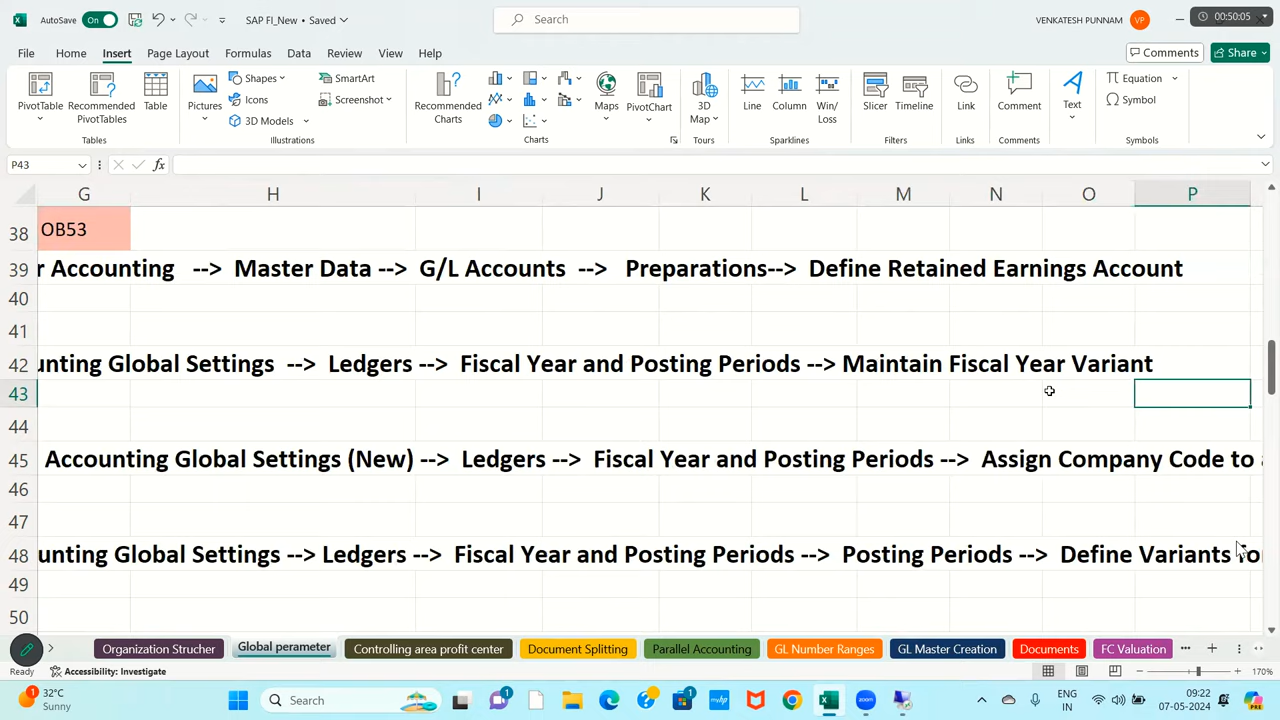 AutoSave On SAP FI_New • Saved Search VENKATESH PUNNAM VP 00:50:05
File Home Insert Page Layout Formulas Data Review View Help Comments Share
PivotTable Recommended PivotTables Table Pictures Shapes Icons 3D Models SmartArt Screenshot Recommended Charts Maps PivotChart 3D Map Line Column Win/Loss Slicer Timeline Link Comment Text Equation Symbol
Tables Illustrations Charts Tours Sparklines Filters Links Comments Symbols
P43 fx
G H I J K L M N O P
38 OB53
39 r Accounting --> Master Data --> G/L Accounts --> Preparations--> Define Retained Earnings Account
40
41
42 unting Global Settings --> Ledgers --> Fiscal Year and Posting Periods --> Maintain Fiscal Year Variant
43
44
45 Accounting Global Settings (New) --> Ledgers --> Fiscal Year and Posting Periods --> Assign Company Code to
46
47
48 unting Global Settings --> Ledgers --> Fiscal Year and Posting Periods --> Posting Periods --> Define Variants for
49
50
Organization Strucher Global perameter Controlling area profit center Document Splitting Parallel Accounting GL Number Ranges GL Master Creation Documents FC Valuation
Ready Accessibility: Investigate 170%
1 32°C Search 1 1 ENG 09:22
Sunny IN 07-05-2024 PRE